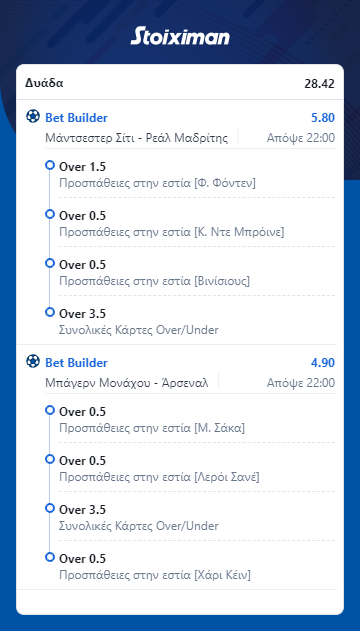 Stoiximan
Δυάδα 28.42
Bet Builder 5.80
Μάντσεστερ Σίτι - Ρεάλ Μαδρίτης Απόψε 22:00
Over 1.5
Προσπάθειες στην εστία [Φ. Φόντεν]
Over 0.5
Προσπάθειες στην εστία [Κ. Ντε Μπρόινε]
Over 0.5
Προσπάθειες στην εστία [Βινίσιους]
Over 3.5
Συνολικές Κάρτες Over/Under
Bet Builder 4.90
Μπάγερν Μονάχου - Άρσεναλ Απόψε 22:00
Over 0.5
Προσπάθειες στην εστία [Μ. Σάκα]
Over 0.5
Προσπάθειες στην εστία [Λερόι Σανέ]
Over 3.5
Συνολικές Κάρτες Over/Under
Over 0.5
Προσπάθειες στην εστία [Χάρι Κέιν]